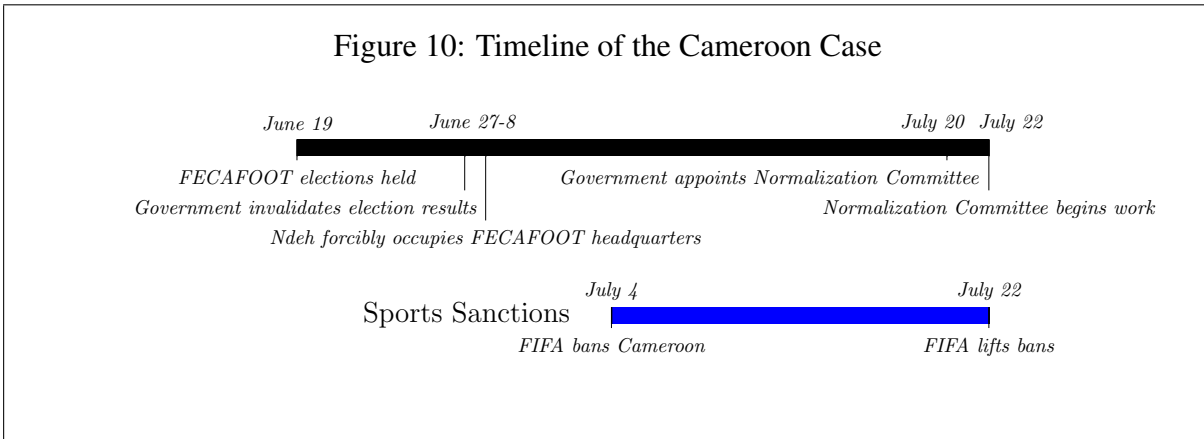 Figure 10: Timeline of the Cameroon Case
June 19 June 27-8 July 20 July 22
FECAFOOT elections held Government appoints Normalization Committee
Government invalidates election results Normalization Committee begins work
Ndeh forcibly occupies FECAFOOT headquarters
July 4 July 22
Sports Sanctions
FIFA bans Cameroon FIFA lifts bans